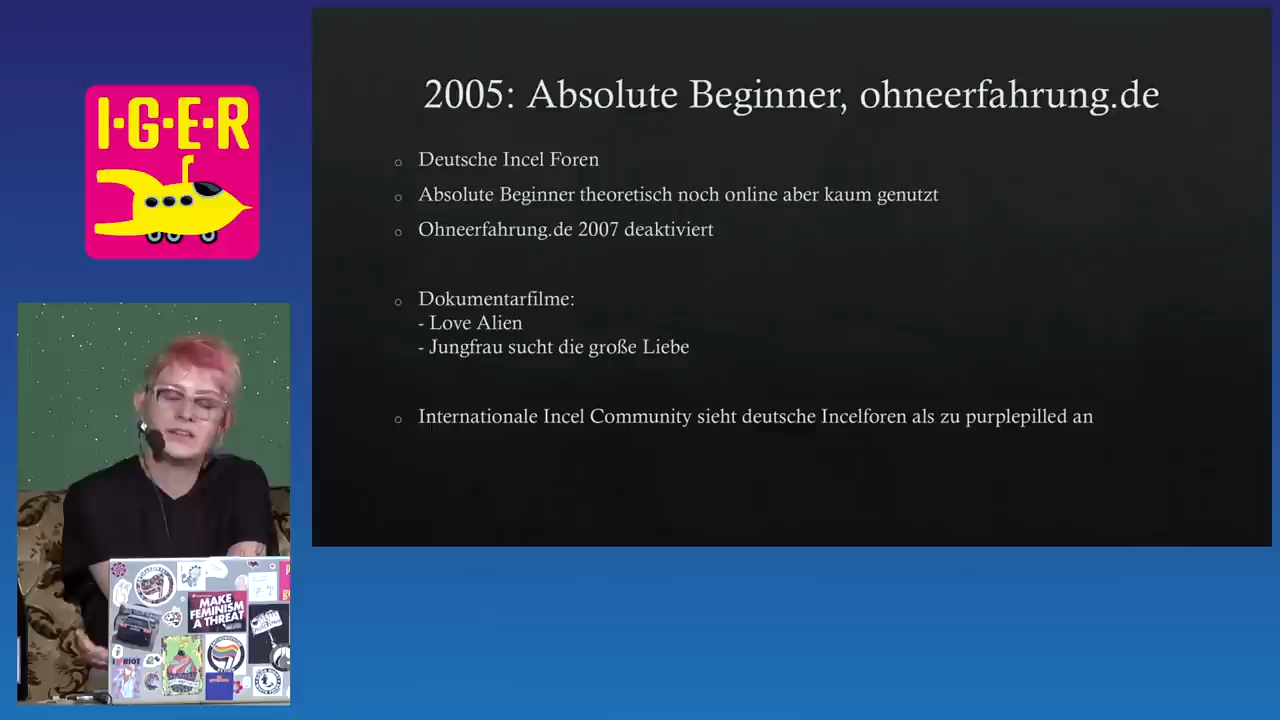 I·G·E·R
2005: Absolute Beginner, ohneerfahrung.de
Deutsche Incel Foren
Absolute Beginner theoretisch noch online aber kaum genutzt
Ohneerfahrung.de 2007 deaktiviert
Dokumentarfilme:
- Love Alien
- Jungfrau sucht die große Liebe
Internationale Incel Community sieht deutsche Incelforen als zu purplepilled an
MAKE
FEMINISM
A THREAT
RIOT